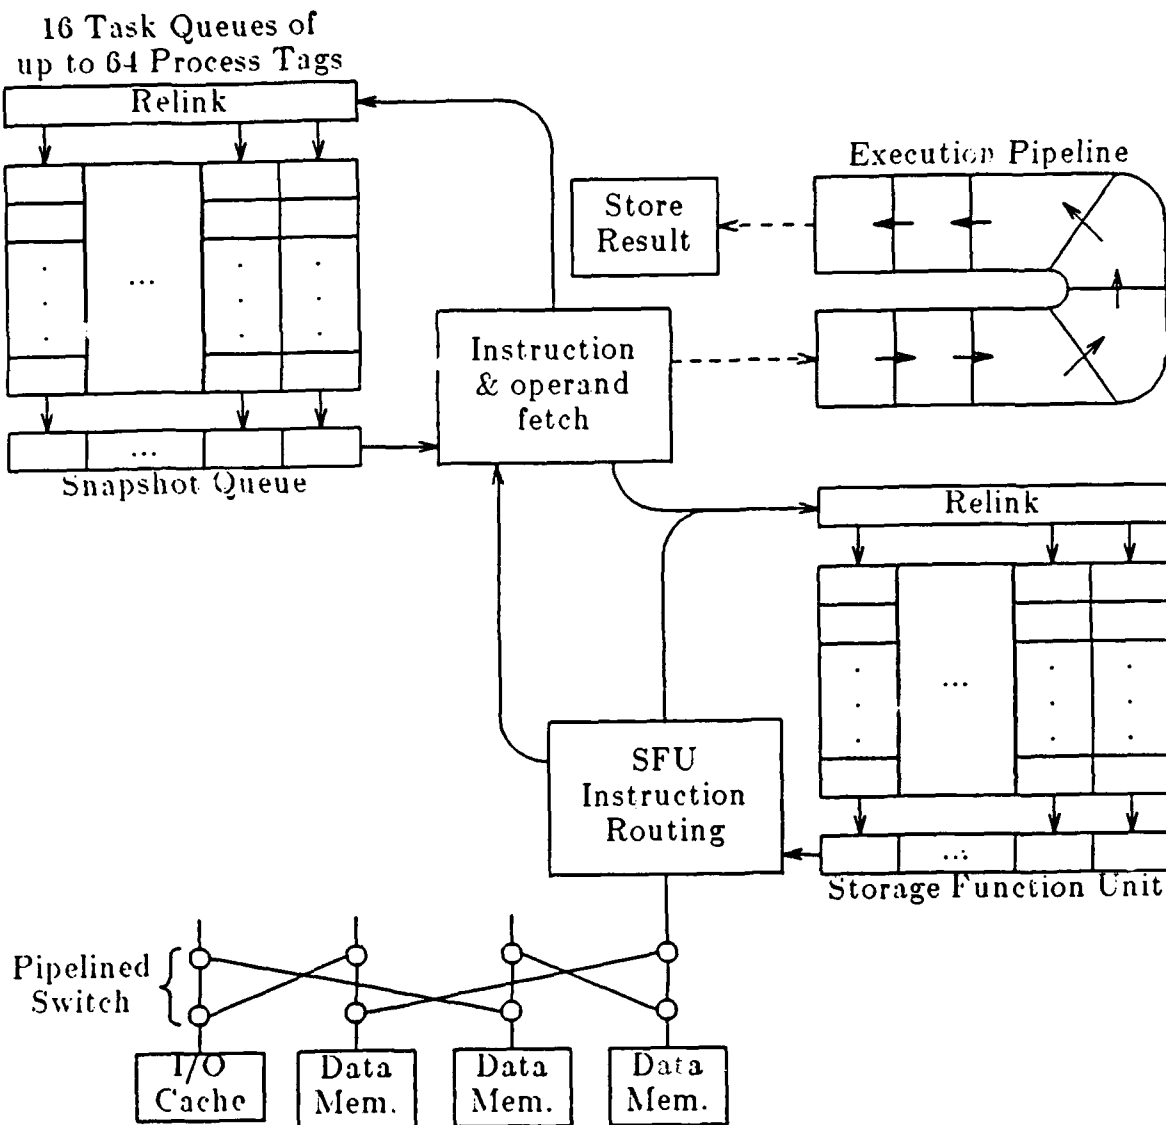 16 Task Queues of
up to 64 Process Tags
Relink
...
Snapshot Queue
Execution Pipeline
Store
Result
Instruction
& operand
fetch
Relink
...
SFU
Instruction
Routing
Storage Function Unit
Pipelined
Switch
I/O
Cache
Data
Mem.
Data
Mem.
Data
Mem.